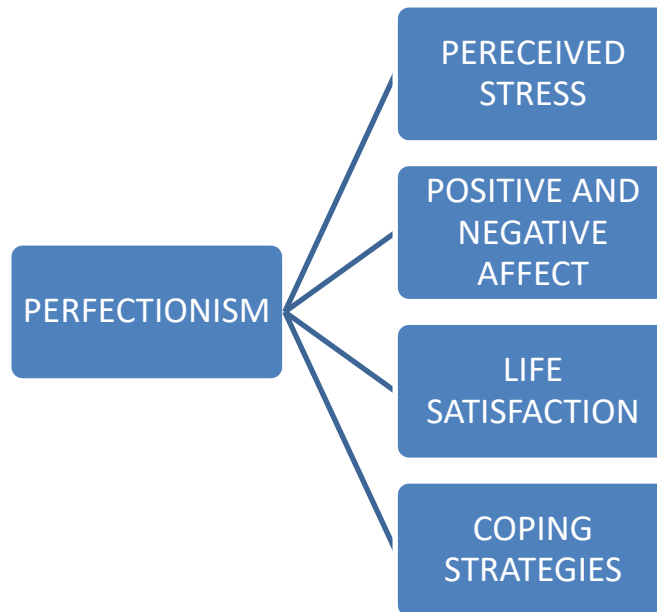 PERFECTIONISM
PERECEIVED
STRESS
POSITIVE AND
NEGATIVE
AFFECT
LIFE
SATISFACTION
COPING
STRATEGIES